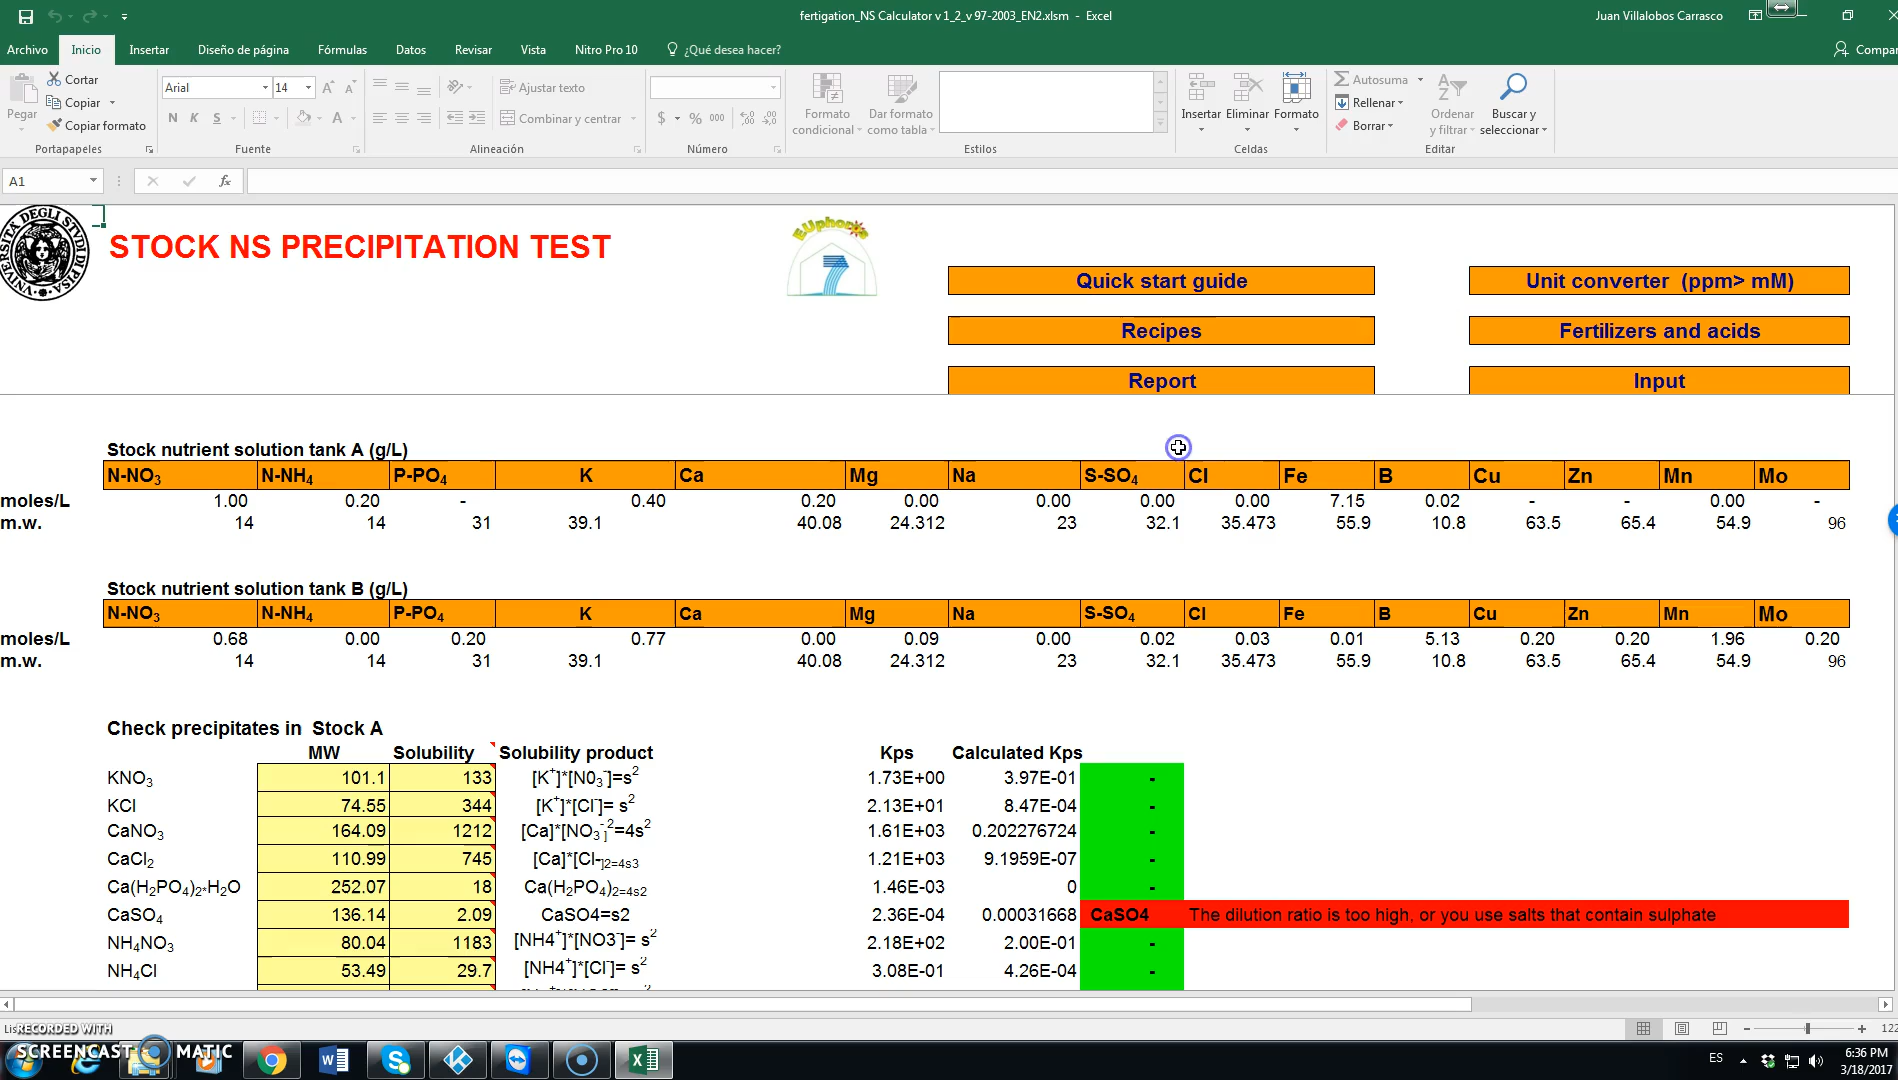 fertigation_NS Calculator v 1_2_v 97-2003_EN2.xlsm - Excel
Juan Villalobos Carrasco
Archivo Inicio Insertar Diseño de página Fórmulas Datos Revisar Vista Nitro Pro 10 ¿Qué desea hacer? Compar
Pegar Cortar
Copiar
Copiar formato
Portapapeles
Arial 14
N K S
Fuente
Ajustar texto
Combinar y centrar
Alineación
$ % 000
Número
Formato condicional
Dar formato como tabla
Estilos
Insertar Eliminar Formato
Celdas
Autosuma
Rellenar
Borrar
Ordenar y filtrar
Buscar y seleccionar
Editar
A1 fx
STOCK NS PRECIPITATION TEST
EUphoros
7
Quick start guide Unit converter (ppm> mM)
Recipes Fertilizers and acids
Report Input
Stock nutrient solution tank A (g/L)
N-NO3 N-NH4 P-PO4 K Ca Mg Na S-SO4 Cl Fe B Cu Zn Mn Mo
moles/L 1.00 0.20 - 0.40 0.20 0.00 0.00 0.00 0.00 7.15 0.02 - - 0.00 -
m.w. 14 14 31 39.1 40.08 24.312 23 32.1 35.473 55.9 10.8 63.5 65.4 54.9 96
Stock nutrient solution tank B (g/L)
N-NO3 N-NH4 P-PO4 K Ca Mg Na S-SO4 Cl Fe B Cu Zn Mn Mo
moles/L 0.68 0.00 0.20 0.77 0.00 0.09 0.00 0.02 0.03 0.01 5.13 0.20 0.20 1.96 0.20
m.w. 14 14 31 39.1 40.08 24.312 23 32.1 35.473 55.9 10.8 63.5 65.4 54.9 96
Check precipitates in Stock A
MW Solubility Solubility product Kps Calculated Kps
KNO3 101.1 133 [K+]*[N03-]=s2 1.73E+00 3.97E-01 -
KCl 74.55 344 [K+]*[Cl-]= s2 2.13E+01 8.47E-04 -
CaNO3 164.09 1212 [Ca]*[NO3-]2=4s2 1.61E+03 0.202276724 -
CaCl2 110.99 745 [Ca]*[Cl-]2=4s3 1.21E+03 9.1959E-07 -
Ca(H2PO4)2*H2O 252.07 18 Ca(H2PO4)2=4s2 1.46E-03 0 -
CaSO4 136.14 2.09 CaSO4=s2 2.36E-04 0.00031668 CaSO4 The dilution ratio is too high, or you use salts that contain sulphate
NH4NO3 80.04 1183 [NH4+]*[NO3-]= s2 2.18E+02 2.00E-01 -
NH4Cl 53.49 29.7 [NH4+]*[Cl-]= s2 3.08E-01 4.26E-04 -
RECORDED WITH
SCREENCAST MATIC
ES
6:36 PM
3/18/2017